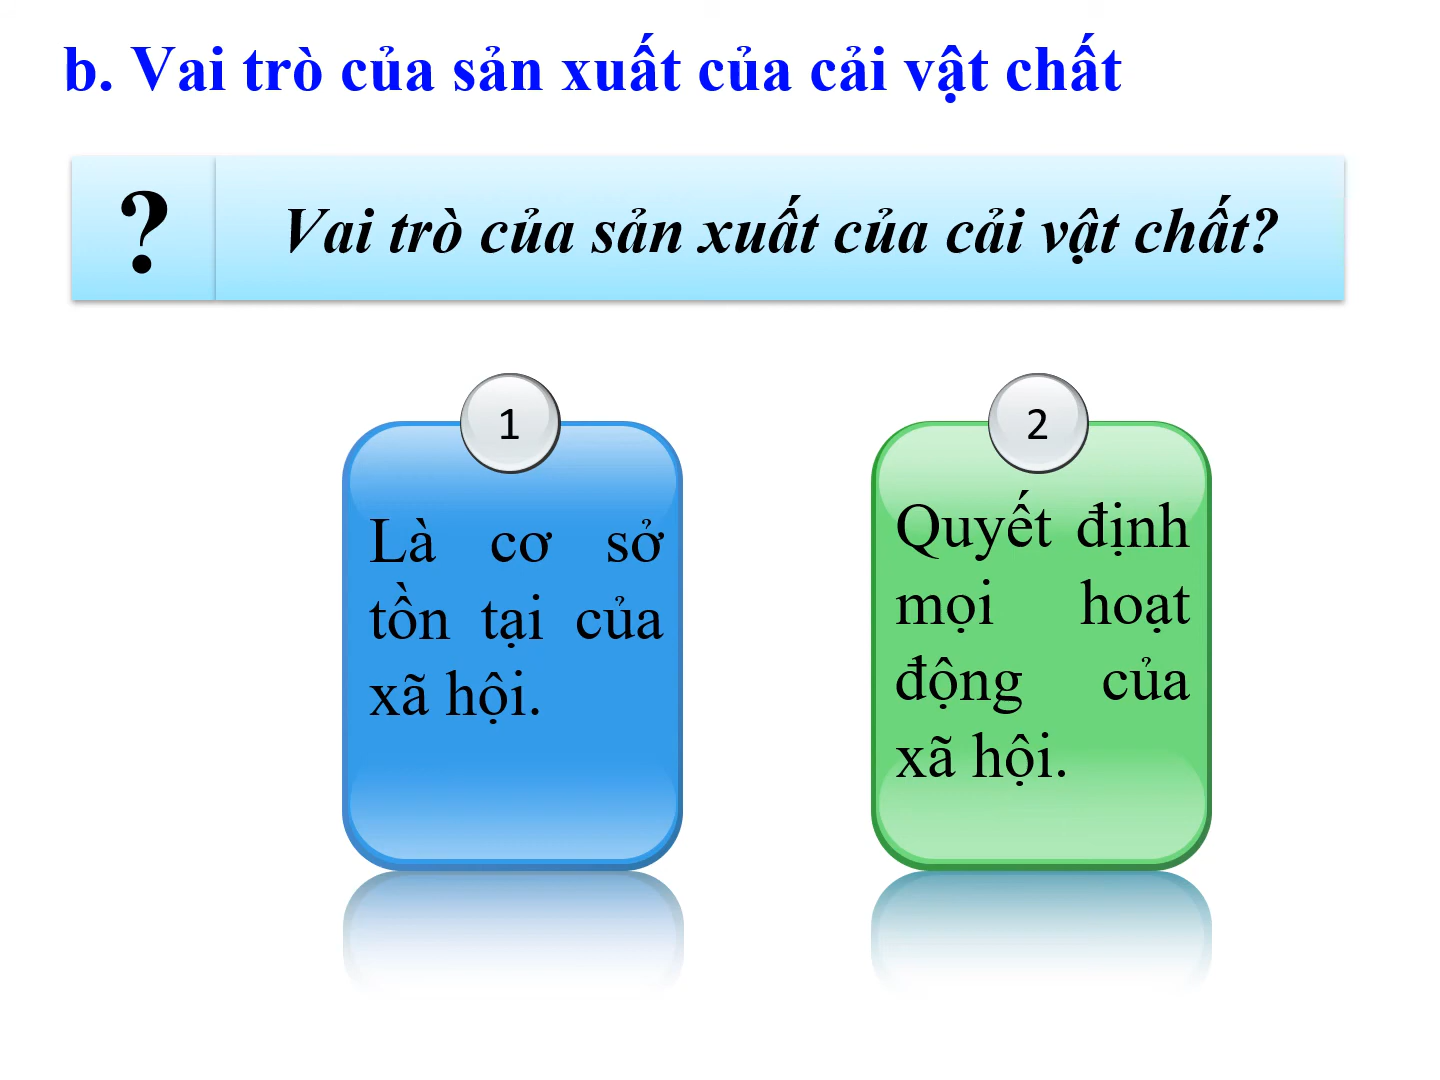 b. Vai trò của sản xuất của cải vật chất
?
Vai trò của sản xuất của cải vật chất?
1
Là cơ sở
tồn tại của
xã hội.
2
Quyết định
mọi hoạt
động của
xã hội.